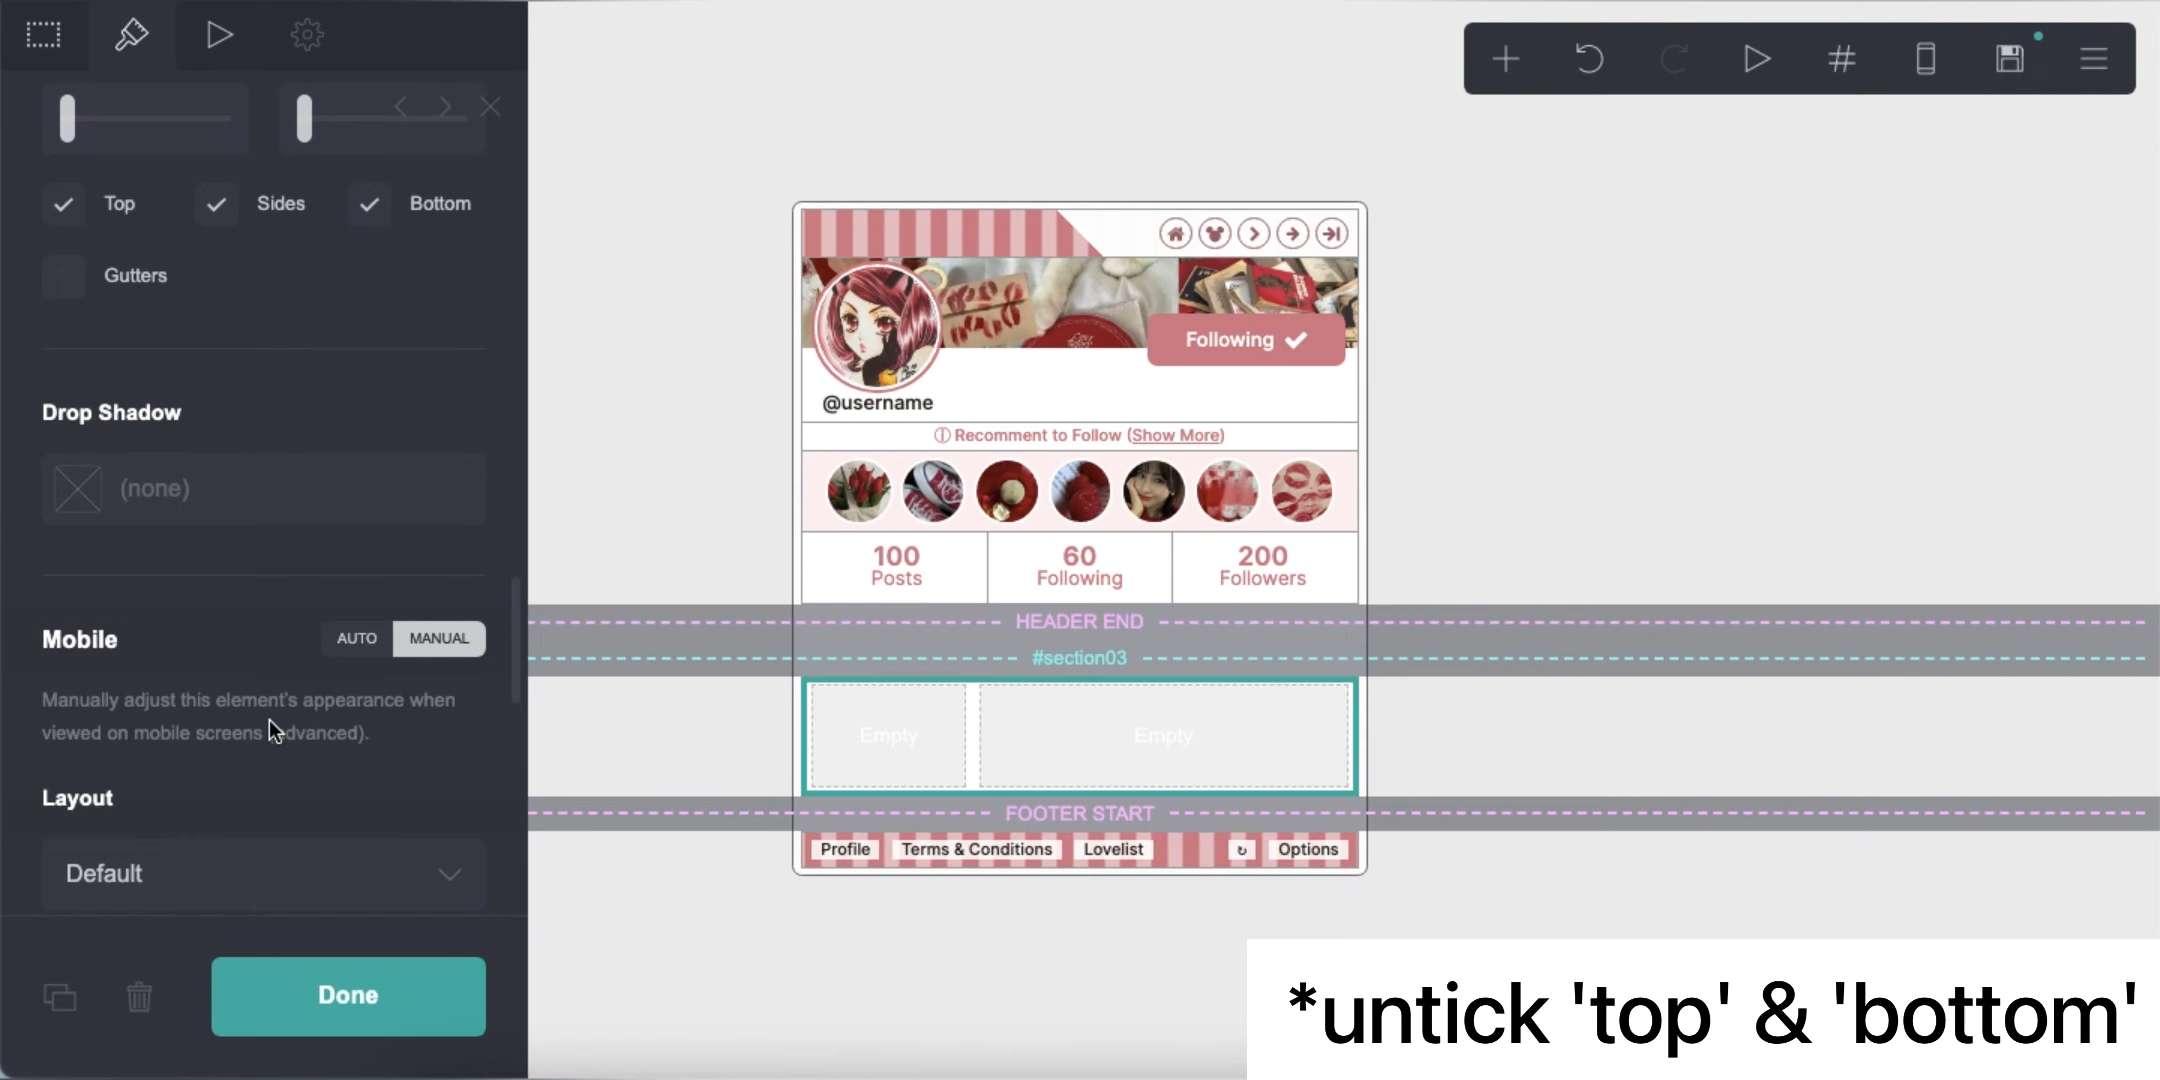 Top
Sides
Bottom
Gutters
Drop Shadow
(none)
Mobile
AUTO
MANUAL
Manually adjust this element's appearance when
viewed on mobile screens dvanced).
Layout
Default
Done
Following
@username
Recomment to Follow (Show More)
100
Posts
60
Following
200
Followers
HEADER END
#section03
Empty
Empty
FOOTER START
Profile
Terms & Conditions
Lovelist
Options
*untick 'top' & 'bottom'